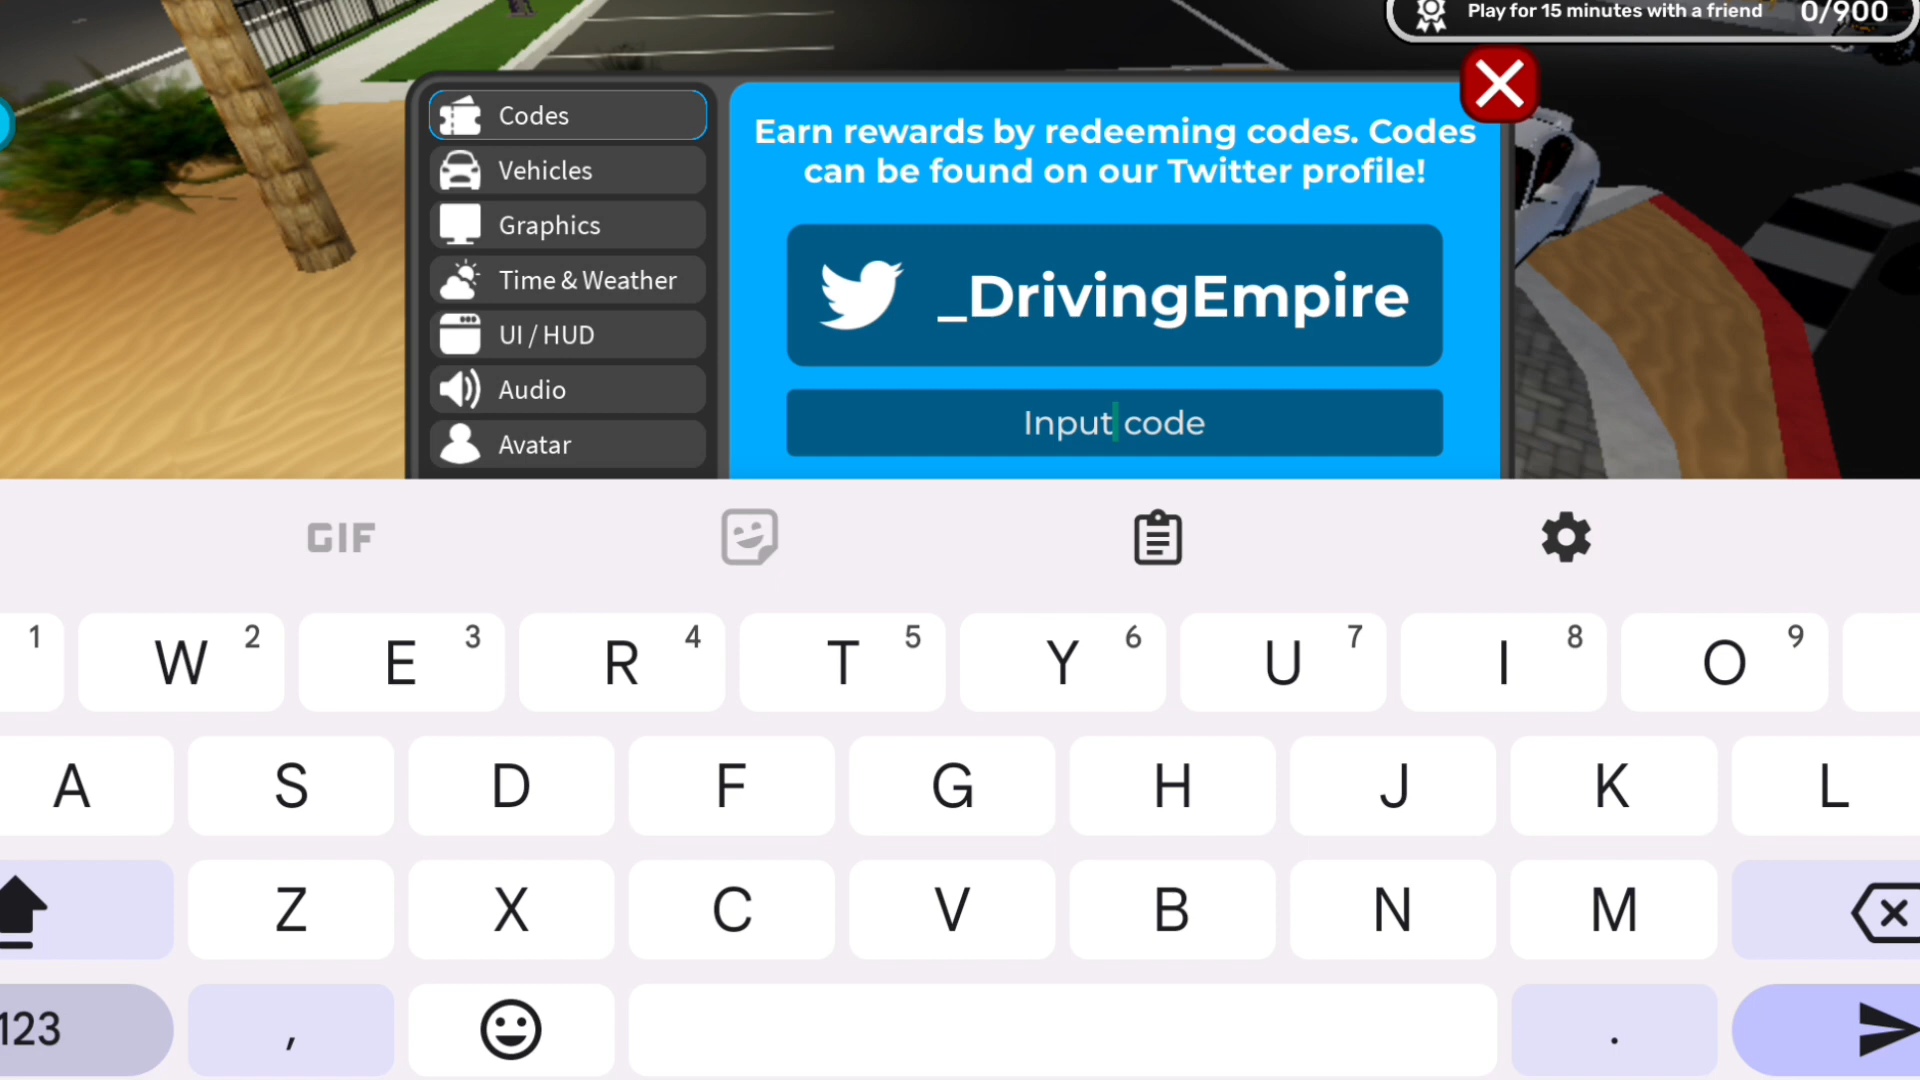 Play for 15 minutes with a friend 0/900
Codes
Vehicles
Graphics
Time & Weather
UI / HUD
Audio
Avatar
Earn rewards by redeeming codes. Codes
can be found on our Twitter profile!
_DrivingEmpire
Input code
GIF
1 W 2 E 3 R 4 T 5 Y 6 U 7 I 8 O 9
A S D F G H J K L
Z X C V B N M
123 , .